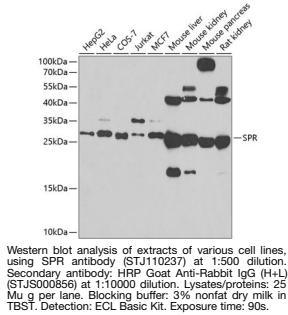 HepG2
HeLa
COS-7
Jurkat
MCF7
Mouse liver
Mouse kidney
Mouse pancreas
Rat kidney
100kDa
70kDa
55kDa
40kDa
35kDa
25kDa
15kDa
10kDa
SPR
Western blot analysis of extracts of various cell lines,
using SPR antibody (STJ110237) at 1:500 dilution.
Secondary antibody: HRP Goat Anti-Rabbit IgG (H+L)
(STJS000856) at 1:10000 dilution. Lysates/proteins: 25
Mu g per lane. Blocking buffer: 3% nonfat dry milk in
TBST. Detection: ECL Basic Kit. Exposure time: 90s.